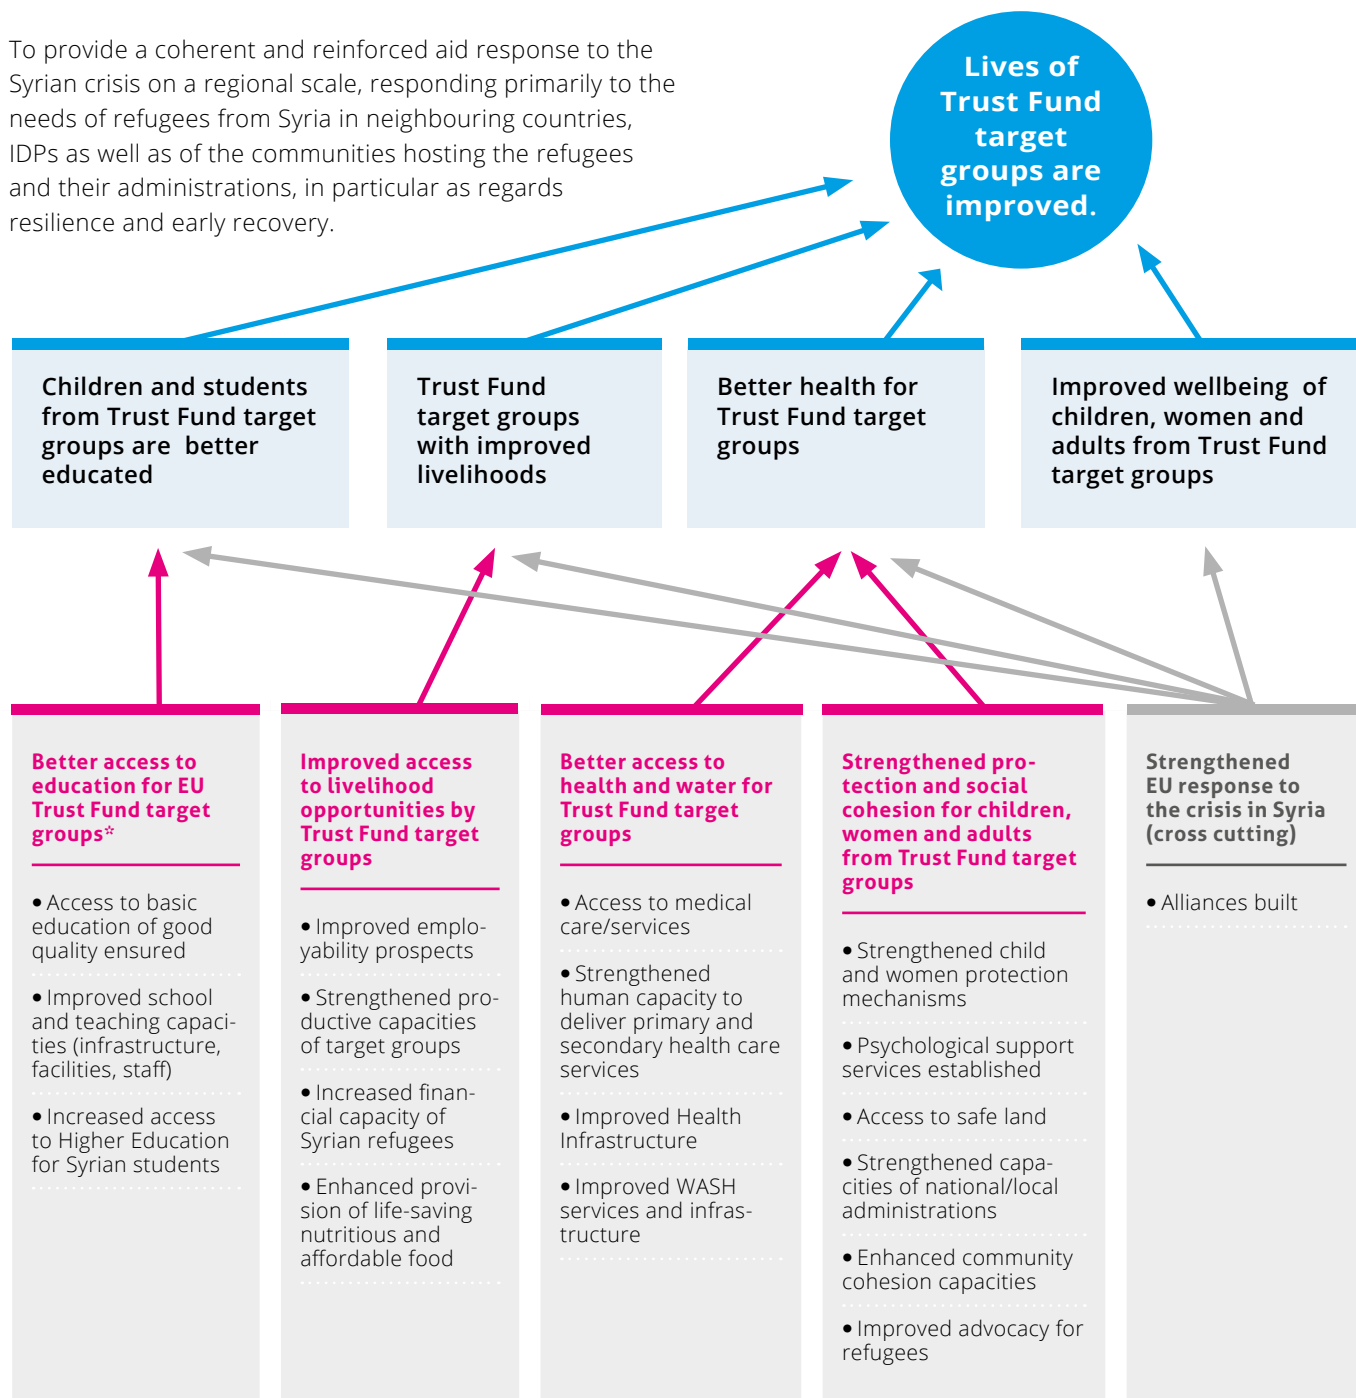 To provide a coherent and reinforced aid response to the
Syrian crisis on a regional scale, responding primarily to the
needs of refugees from Syria in neighbouring countries,
IDPs as well as of the communities hosting the refugees
and their administrations, in particular as regards
resilience and early recovery.
Lives of
Trust Fund
target
groups are
improved.
Children and students
from Trust Fund target
groups are better
educated
Trust Fund
target groups
with improved
livelihoods
Better health for
Trust Fund target
groups
Improved wellbeing of
children, women and
adults from Trust Fund
target groups
Better access to
education for EU
Trust Fund target
groups*
• Access to basic
education of good
quality ensured
• Improved school
and teaching capaci-
ties (infrastructure,
facilities, staff)
• Increased access
to Higher Education
for Syrian students
Improved access
to livelihood
opportunities by
Trust Fund target
groups
• Improved emplo-
yability prospects
• Strengthened pro-
ductive capacities
of target groups
• Increased finan-
cial capacity of
Syrian refugees
• Enhanced provi-
sion of life-saving
nutritious and
affordable food
Better access to
health and water for
Trust Fund target
groups
• Access to medical
care/services
• Strengthened
human capacity to
deliver primary and
secondary health care
services
• Improved Health
Infrastructure
• Improved WASH
services and infras-
tructure
Strengthened pro-
tection and social
cohesion for children,
women and adults
from Trust Fund target
groups
• Strengthened child
and women protection
mechanisms
• Psychological support
services established
• Access to safe land
• Strengthened capa-
cities of national/local
administrations
• Enhanced community
cohesion capacities
• Improved advocacy for
refugees
Strengthened
EU response to
the crisis in Syria
(cross cutting)
• Alliances built